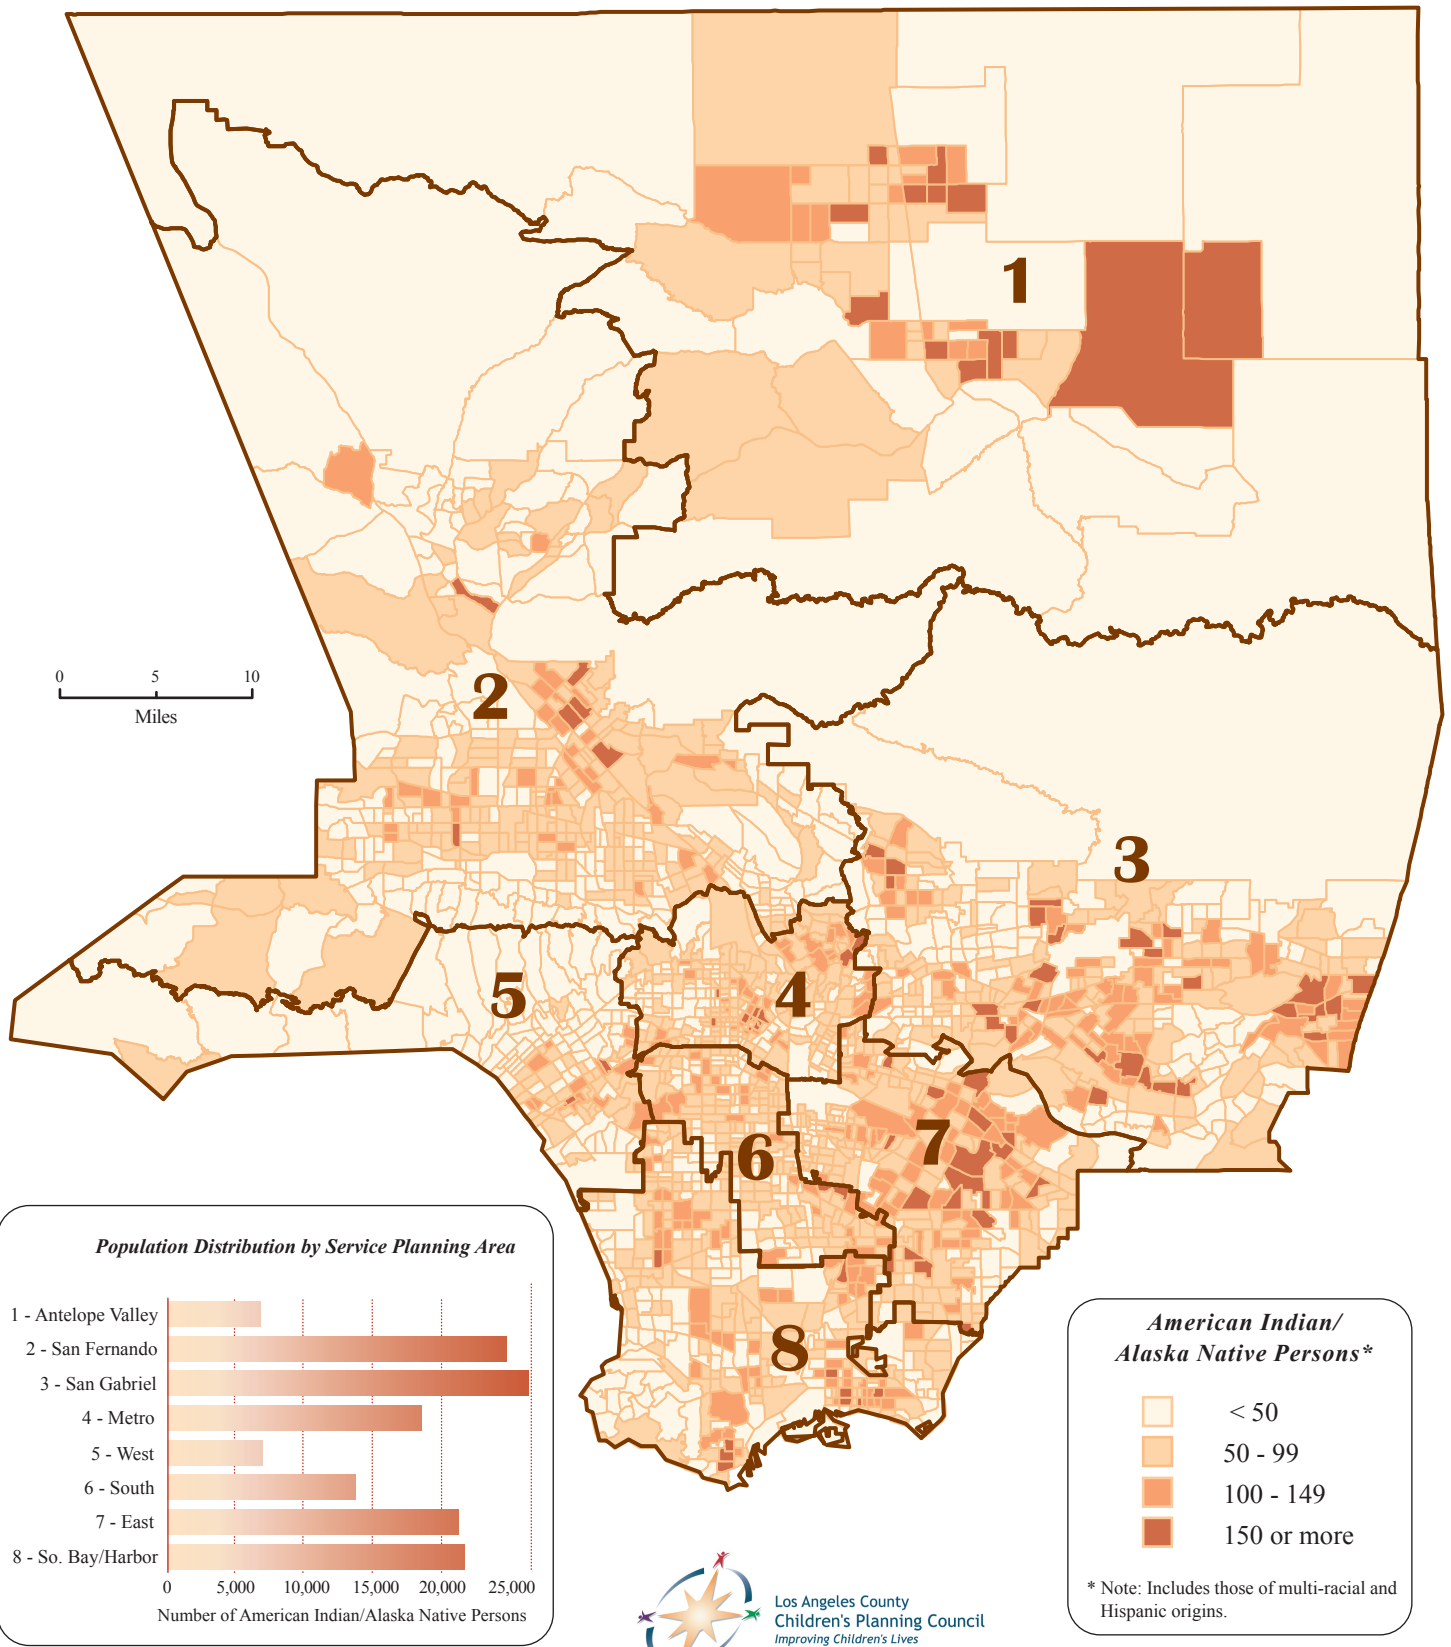 1
0 5 10
Miles
2
3
5
4
6
7
8
Population Distribution by Service Planning Area
1 - Antelope Valley
2 - San Fernando
3 - San Gabriel
4 - Metro
5 - West
6 - South
7 - East
8 - So. Bay/Harbor
0 5,000 10,000 15,000 20,000 25,000
Number of American Indian/Alaska Native Persons
American Indian/
Alaska Native Persons*
< 50
50 - 99
100 - 149
150 or more
* Note: Includes those of multi-racial and
Hispanic origins.
Los Angeles County
Children's Planning Council
Improving Children's Lives